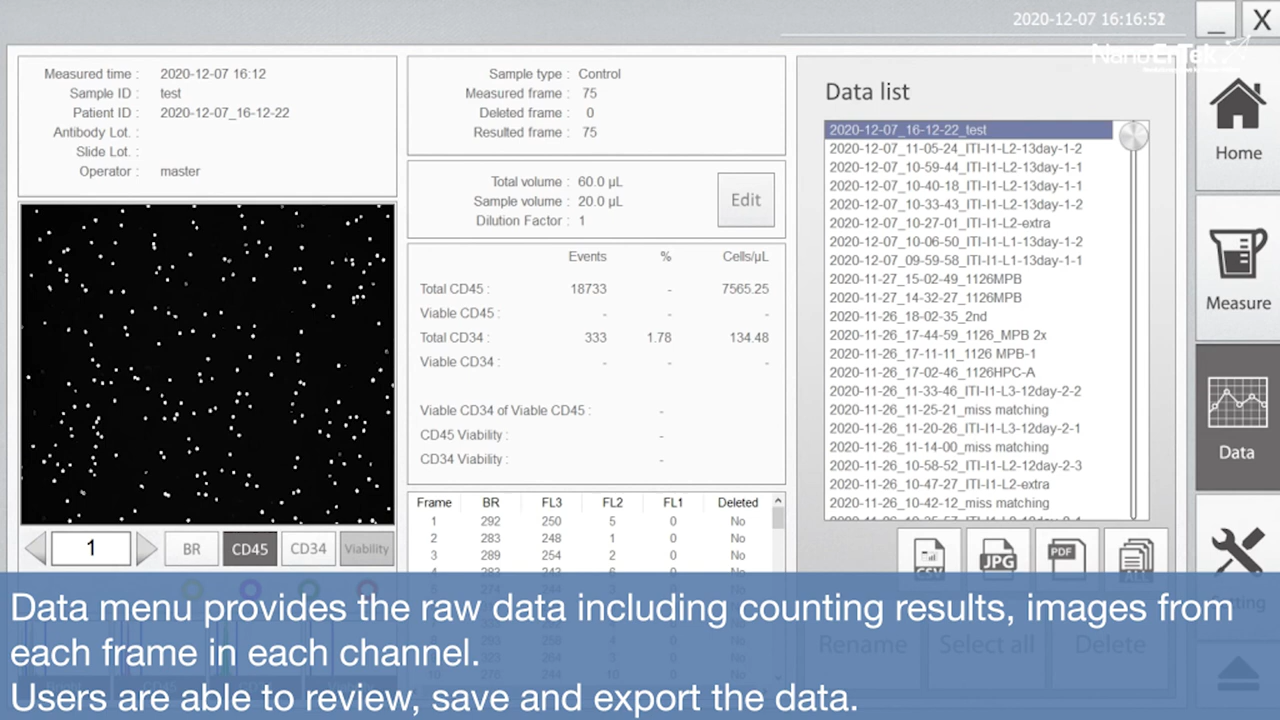 2020-12-07 16:16:52
_ X
NanoEnTek
Measured time : 2020-12-07 16:12
Sample ID : test
Patient ID : 2020-12-07_16-12-22
Antibody Lot. :
Slide Lot. :
Operator : master
Sample type : Control
Measured frame : 75
Deleted frame : 0
Resulted frame : 75
Total volume : 60.0 µL
Sample volume : 20.0 µL
Dilution Factor : 1
Edit
Events % Cells/µL
Total CD45 : 18733 - 7565.25
Viable CD45 : - - -
Total CD34 : 333 1.78 134.48
Viable CD34 : - - -
Viable CD34 of Viable CD45 : -
CD45 Viability : -
CD34 Viability : -
Frame BR FL3 FL2 FL1 Deleted
1 292 250 5 0 No
2 283 248 1 0 No
3 289 254 2 0 No
1 BR CD45 CD34 Viability
Data list
2020-12-07_16-12-22_test
2020-12-07_11-05-24_ITI-I1-L2-13day-1-2
2020-12-07_10-59-44_ITI-I1-L2-13day-1-1
2020-12-07_10-40-18_ITI-I1-L2-13day-1-1
2020-12-07_10-33-43_ITI-I1-L2-13day-1-2
2020-12-07_10-27-01_ITI-I1-L2-extra
2020-12-07_10-06-50_ITI-I1-L1-13day-1-2
2020-12-07_09-59-58_ITI-I1-L1-13day-1-1
2020-11-27_15-02-49_1126MPB
2020-11-27_14-32-27_1126MPB
2020-11-26_18-02-35_2nd
2020-11-26_17-44-59_1126_MPB 2x
2020-11-26_17-11-11_1126 MPB-1
2020-11-26_17-02-46_1126HPC-A
2020-11-26_11-33-46_ITI-I1-L3-12day-2-2
2020-11-26_11-25-21_miss matching
2020-11-26_11-20-26_ITI-I1-L3-12day-2-1
2020-11-26_11-14-00_miss matching
2020-11-26_10-58-52_ITI-I1-L2-12day-2-3
2020-11-26_10-47-27_ITI-I1-L2-extra
2020-11-26_10-42-12_miss matching
CSV JPG PDF ALL
Rename Select all Delete
Home
Measure
Data
Data menu provides the raw data including counting results, images from
each frame in each channel.
Users are able to review, save and export the data.